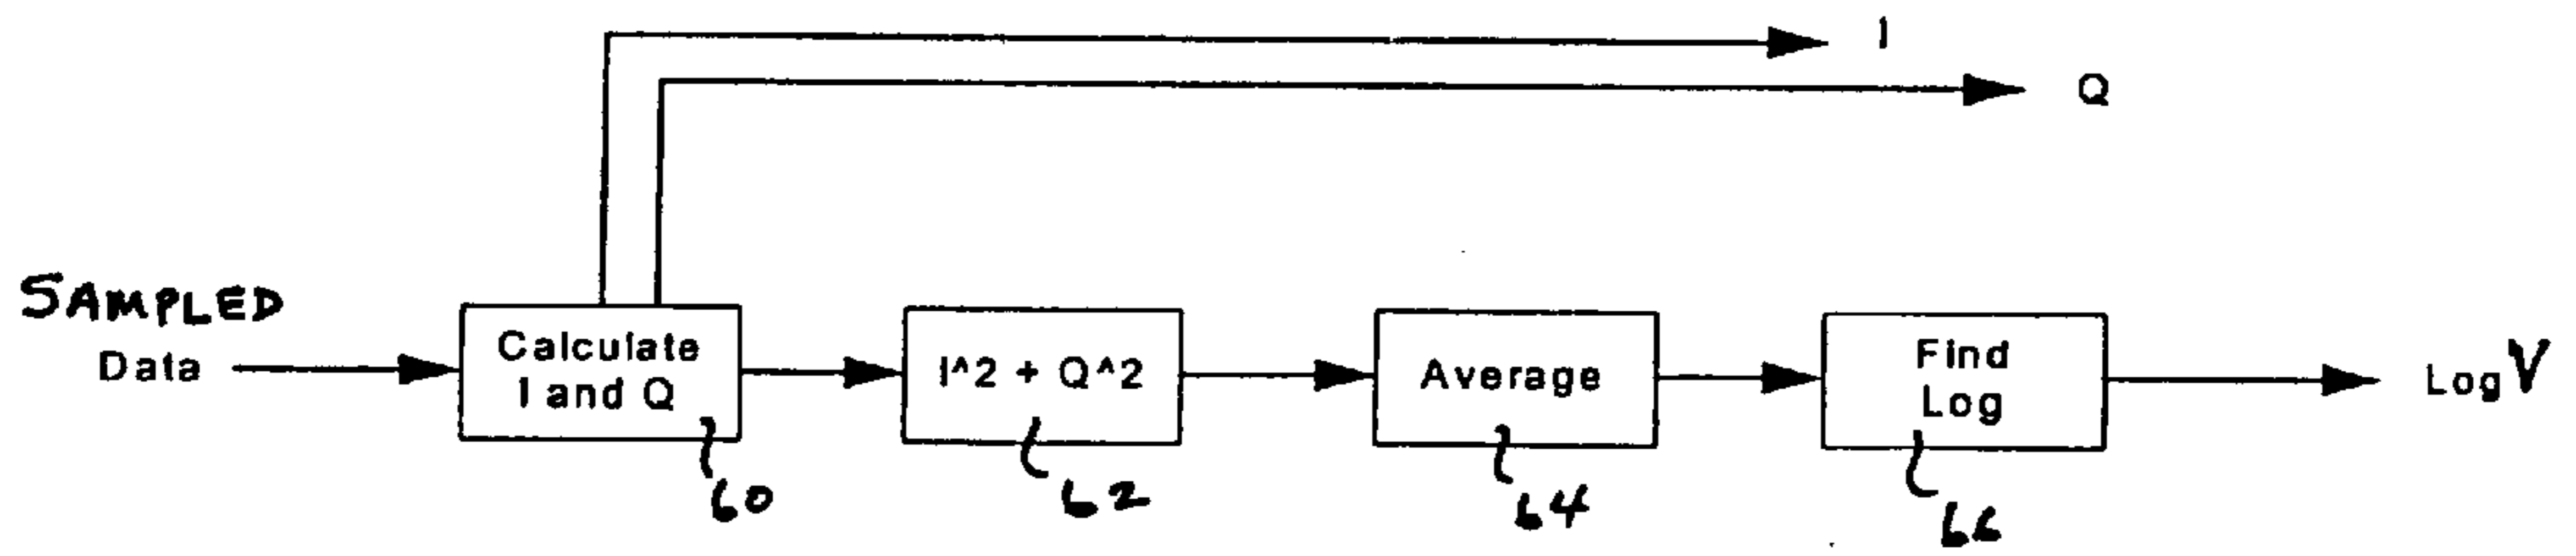 I
Q
SAMPLED
Data
Calculate
I and Q
I^2 + Q^2
Average
Find
Log
Log V
60
62
64
66